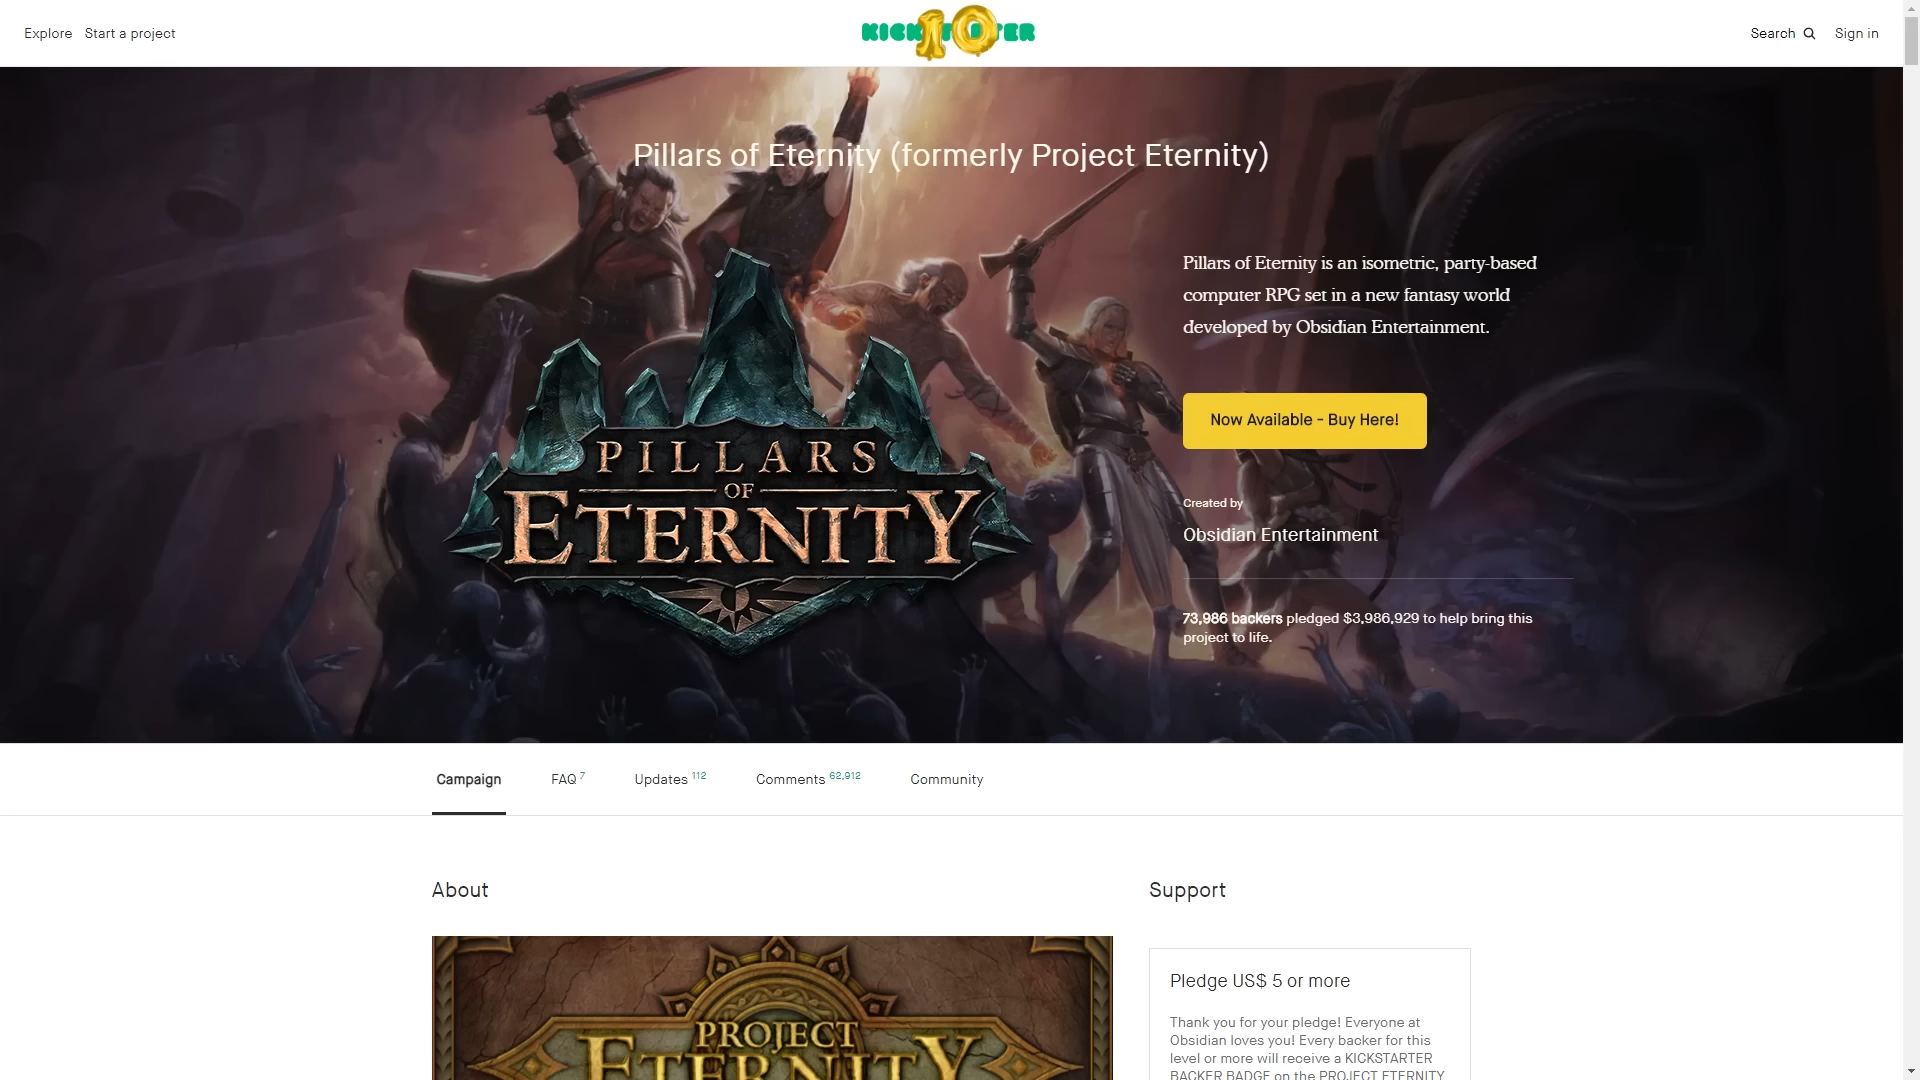 Explore Start a project
KICKSTARTER
Search
Sign in
Pillars of Eternity (formerly Project Eternity)
PILLARS
OF
ETERNITY
Pillars of Eternity is an isometric, party-based
computer RPG set in a new fantasy world
developed by Obsidian Entertainment.
Now Available - Buy Here!
Created by
Obsidian Entertainment
73,986 backers pledged $3,986,929 to help bring this
project to life.
Campaign FAQ 7 Updates 112 Comments 62,912 Community
About
PROJECT
ETERNITY
Support
Pledge US$ 5 or more
Thank you for your pledge! Everyone at
Obsidian loves you! Every backer for this
level or more will receive a KICKSTARTER
BACKER BADGE on the PROJECT ETERNITY